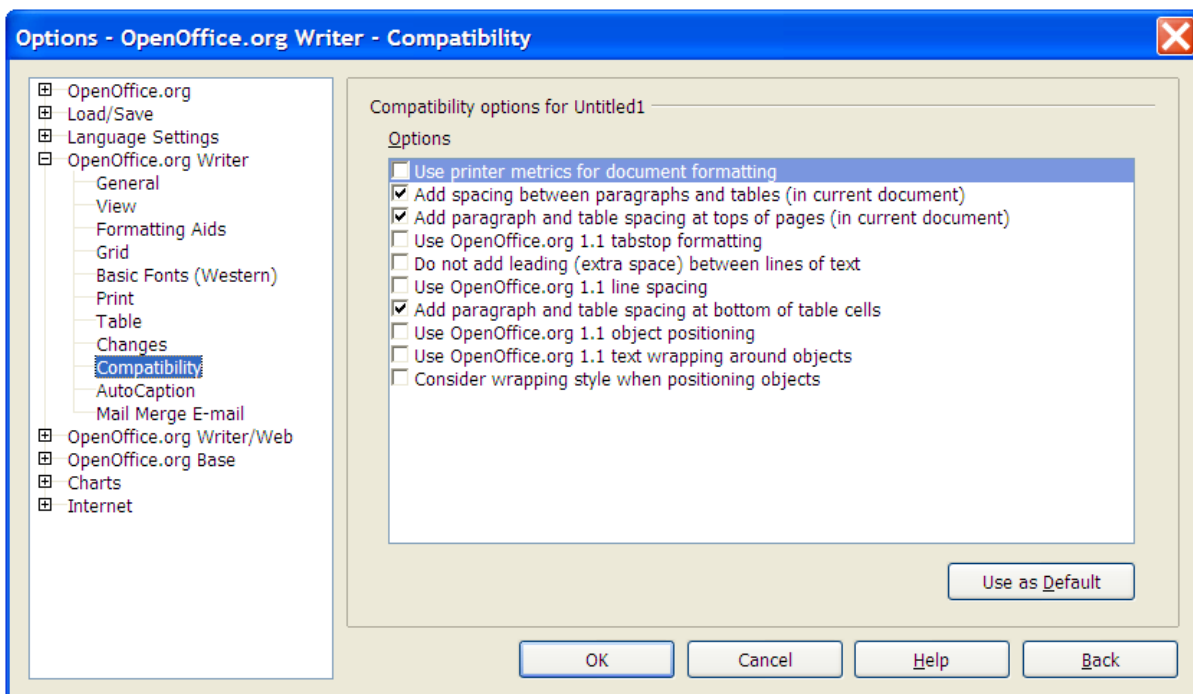 Options - OpenOffice.org Writer - Compatibility
OpenOffice.org
Load/Save
Language Settings
OpenOffice.org Writer
General
View
Formatting Aids
Grid
Basic Fonts (Western)
Print
Table
Changes
Compatibility
AutoCaption
Mail Merge E-mail
OpenOffice.org Writer/Web
OpenOffice.org Base
Charts
Internet
Compatibility options for Untitled1
Options
Use printer metrics for document formatting
Add spacing between paragraphs and tables (in current document)
Add paragraph and table spacing at tops of pages (in current document)
Use OpenOffice.org 1.1 tabstop formatting
Do not add leading (extra space) between lines of text
Use OpenOffice.org 1.1 line spacing
Add paragraph and table spacing at bottom of table cells
Use OpenOffice.org 1.1 object positioning
Use OpenOffice.org 1.1 text wrapping around objects
Consider wrapping style when positioning objects
Use as Default
OK Cancel Help Back